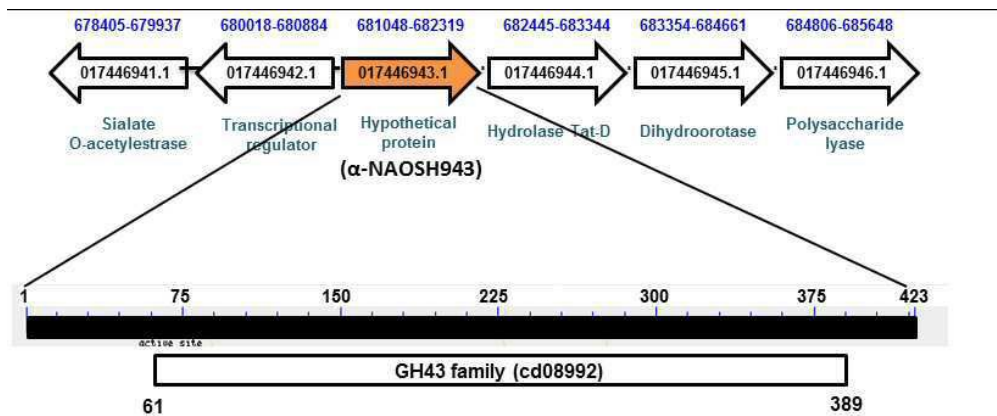 678405-679937 680018-680884 681048-682319 682445-683344 683354-684661 684806-685648
017446941.1 017446942.1 017446943.1 017446944.1 017446945.1 017446946.1
Sialate Transcriptional Hypothetical Hydrolase Tat-D Dihydroorotase Polysaccharide
O-acetylestrase regulator protein lyase
(α-NAOSH943)
1 75 150 225 300 375 423
active site
GH43 family (cd08992)
61 389